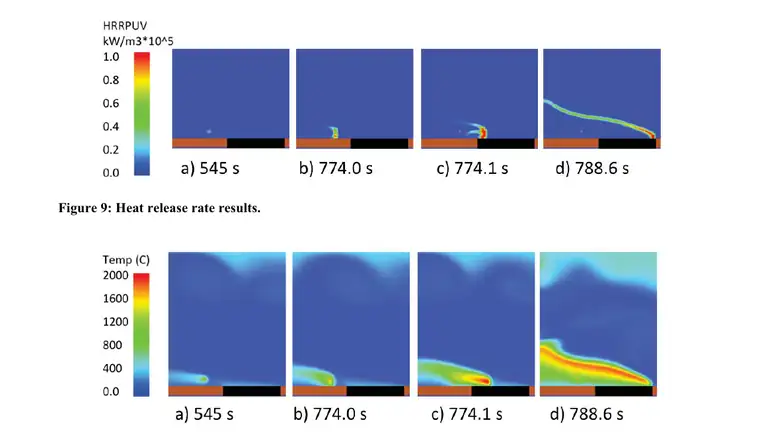 HRRPUV
kW/m3*10^5
1.0
0.8
0.6
0.4
0.2
0.0
a) 545 s
b) 774.0 s
c) 774.1 s
d) 788.6 s
Figure 9: Heat release rate results.
Temp (C)
2000
1600
1200
800
400
0.0
a) 545 s
b) 774.0 s
c) 774.1 s
d) 788.6 s